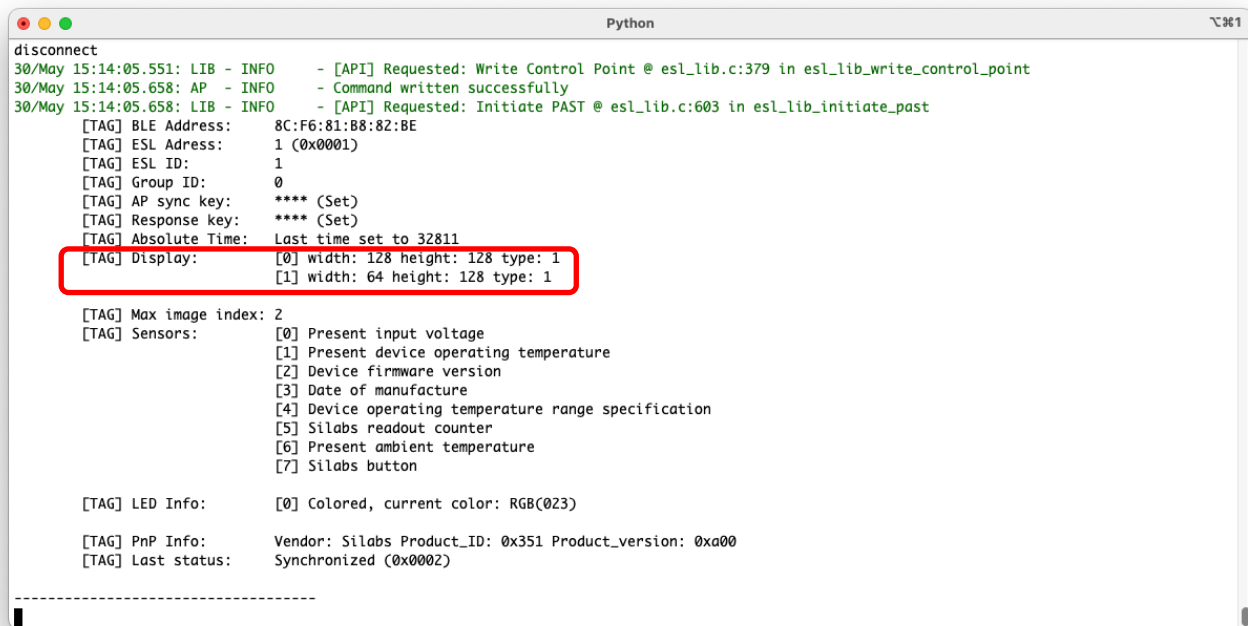 Python
⌥⌘1
disconnect
30/May 15:14:05.551: LIB - INFO     - [API] Requested: Write Control Point @ esl_lib.c:379 in esl_lib_write_control_point
30/May 15:14:05.658: AP  - INFO     - Command written successfully
30/May 15:14:05.658: LIB - INFO     - [API] Requested: Initiate PAST @ esl_lib.c:603 in esl_lib_initiate_past
[TAG] BLE Address:     8C:F6:81:B8:82:BE
[TAG] ESL Adress:      1 (0x0001)
[TAG] ESL ID:          1
[TAG] Group ID:        0
[TAG] AP sync key:     **** (Set)
[TAG] Response key:    **** (Set)
[TAG] Absolute Time:   Last time set to 32811
[TAG] Display:         [0] width: 128 height: 128 type: 1
[1] width: 64 height: 128 type: 1
[TAG] Max image index: 2
[TAG] Sensors:         [0] Present input voltage
[1] Present device operating temperature
[2] Device firmware version
[3] Date of manufacture
[4] Device operating temperature range specification
[5] Silabs readout counter
[6] Present ambient temperature
[7] Silabs button
[TAG] LED Info:        [0] Colored, current color: RGB(023)
[TAG] PnP Info:        Vendor: Silabs Product_ID: 0x351 Product_version: 0xa00
[TAG] Last status:     Synchronized (0x0002)
------------------------------------